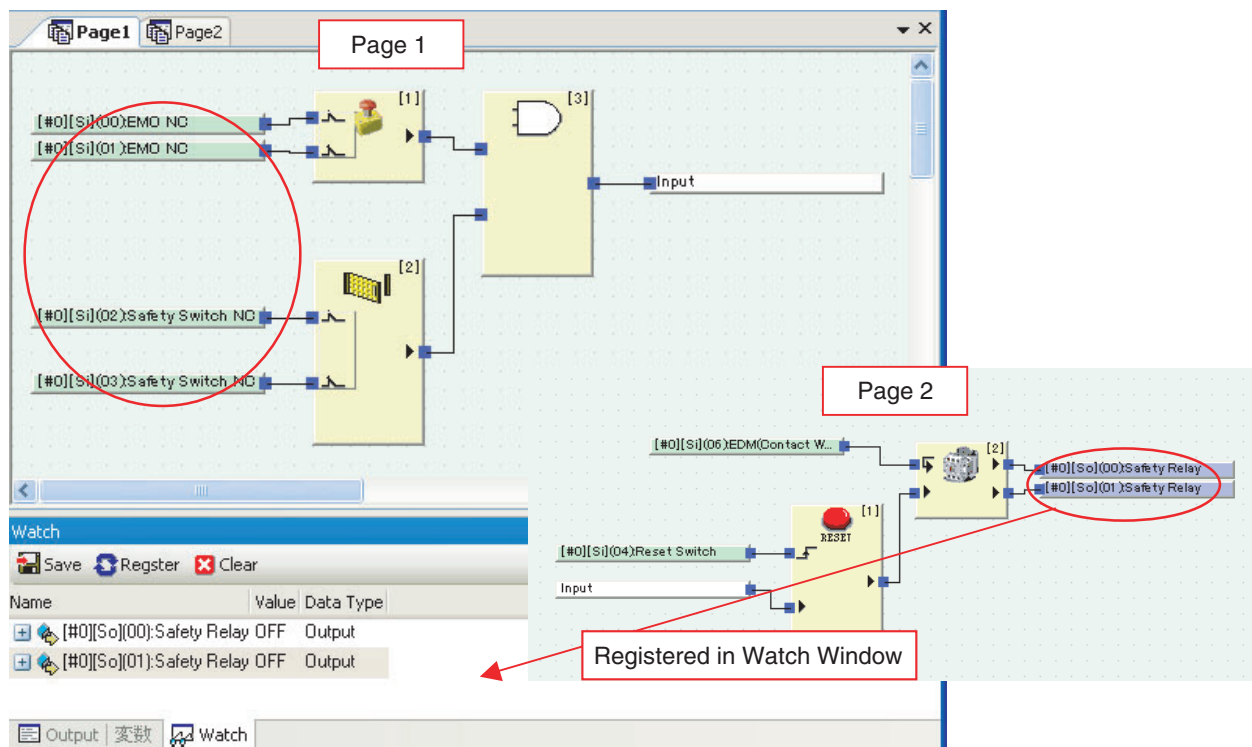 Page1 Page2
Page 1
[1]
[3]
[#0][Si](00):EMO NC
[#0][Si](01):EMO NC
Input
[2]
[#0][Si](02):Safety Switch NC
[#0][Si](03):Safety Switch NC
Page 2
[#0][Si](06):EDM(Contact W...
[2]
[#0][So](00):Safety Relay
[#0][So](01):Safety Relay
[1]
RESET
[#0][Si](04):Reset Switch
Input
Registered in Watch Window
Watch
Save Regster Clear
Name Value Data Type
[#0][So](00):Safety Relay OFF Output
[#0][So](01):Safety Relay OFF Output
Output 変数 Watch